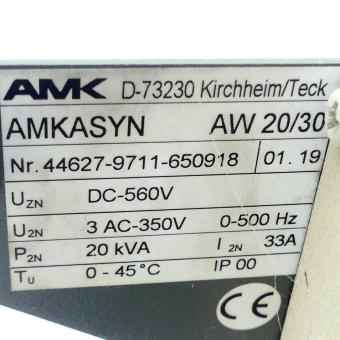 AMK D-73230 Kirchheim/Teck
AMKASYN AW 20/30
Nr. 44627-9711-650918 01. 19
UZN DC-560V
U2N 3 AC-350V 0-500 Hz
P2N 20 kVA I 2N 33A
TU 0 - 45°C IP 00
CE